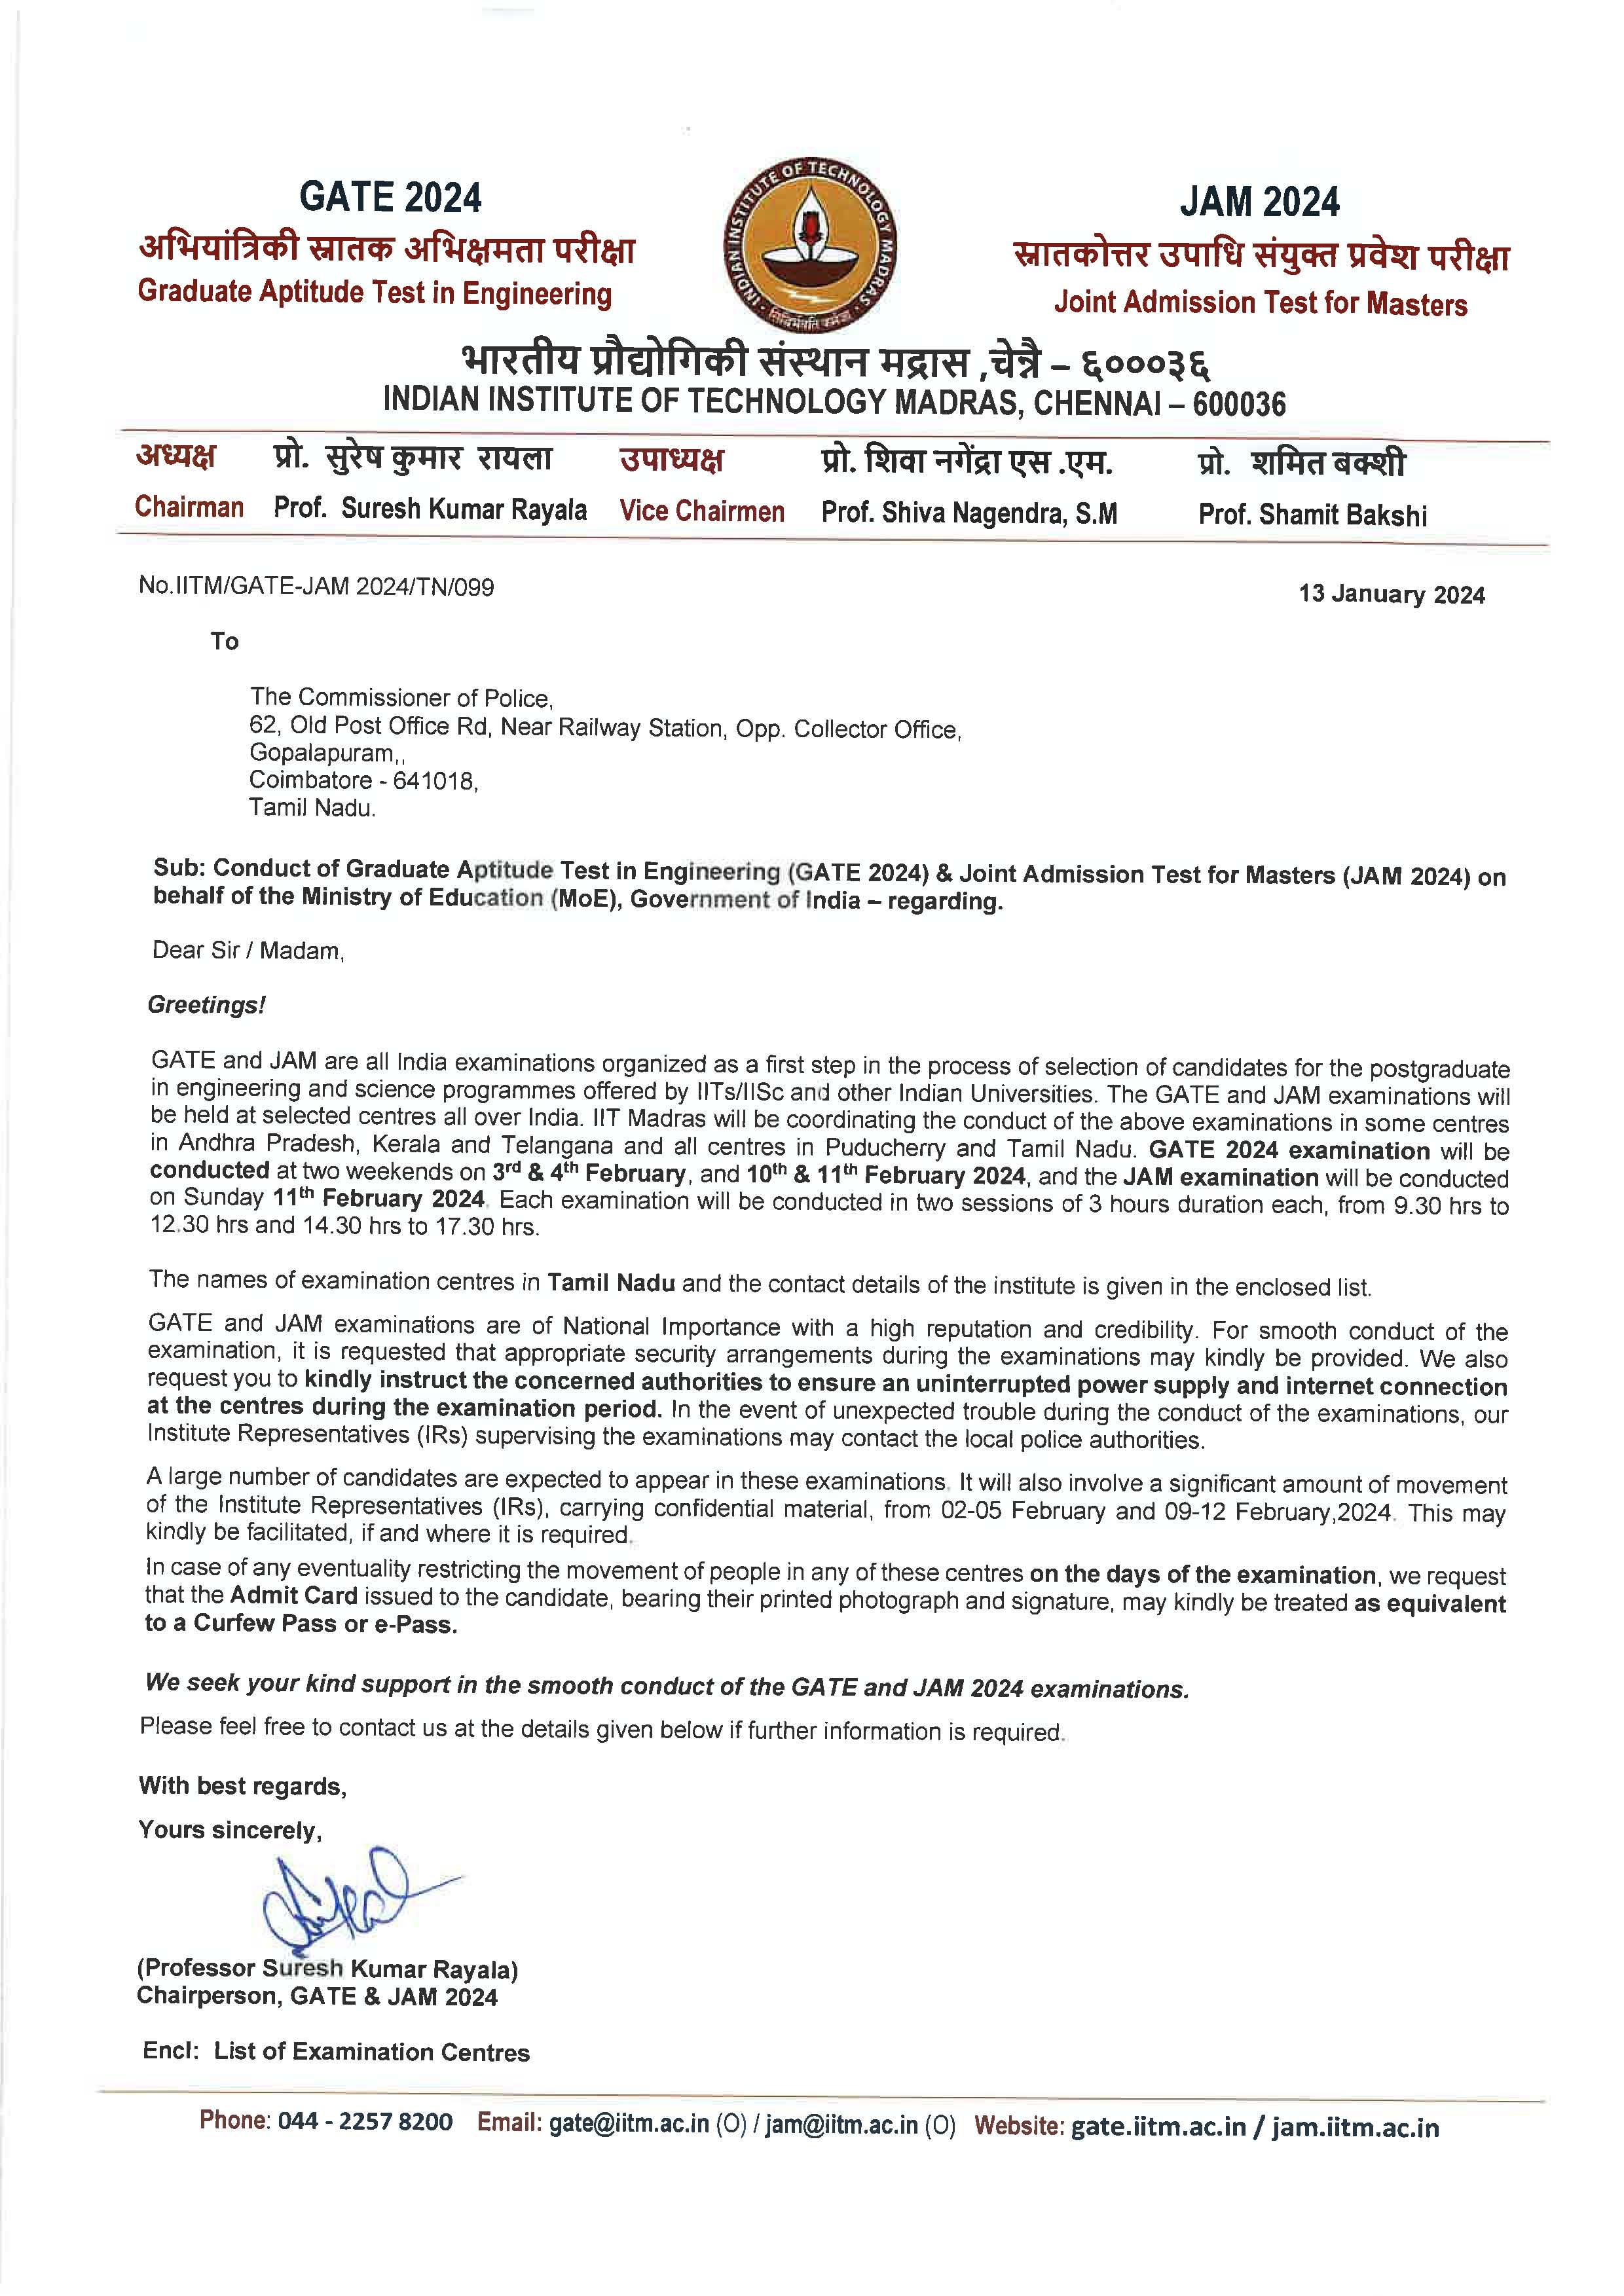 GATE 2024
अभियांत्रिकी स्नातक अभिक्षमता परीक्षा
Graduate Aptitude Test in Engineering
INDIAN INSTITUTE OF TECHNOLOGY MADRAS
सिद्धिर्भवति कर्मजा
JAM 2024
स्नातकोत्तर उपाधि संयुक्त प्रवेश परीक्षा
Joint Admission Test for Masters
भारतीय प्रौद्योगिकी संस्थान मद्रास ,चेन्नै – ६०००३६
INDIAN INSTITUTE OF TECHNOLOGY MADRAS, CHENNAI – 600036
अध्यक्ष प्रो. सुरेष कुमार रायला उपाध्यक्ष प्रो. शिवा नगेंद्रा एस .एम. प्रो. शमित बक्शी
Chairman Prof. Suresh Kumar Rayala Vice Chairmen Prof. Shiva Nagendra, S.M Prof. Shamit Bakshi
No.IITM/GATE-JAM 2024/TN/099 13 January 2024
To
The Commissioner of Police,
62, Old Post Office Rd, Near Railway Station, Opp. Collector Office,
Gopalapuram,,
Coimbatore - 641018,
Tamil Nadu.
Sub: Conduct of Graduate Aptitude Test in Engineering (GATE 2024) & Joint Admission Test for Masters (JAM 2024) on
behalf of the Ministry of Education (MoE), Government of India – regarding.
Dear Sir / Madam,
Greetings!
GATE and JAM are all India examinations organized as a first step in the process of selection of candidates for the postgraduate
in engineering and science programmes offered by IITs/IISc and other Indian Universities. The GATE and JAM examinations will
be held at selected centres all over India. IIT Madras will be coordinating the conduct of the above examinations in some centres
in Andhra Pradesh, Kerala and Telangana and all centres in Puducherry and Tamil Nadu. GATE 2024 examination will be
conducted at two weekends on 3rd & 4th February, and 10th & 11th February 2024, and the JAM examination will be conducted
on Sunday 11th February 2024. Each examination will be conducted in two sessions of 3 hours duration each, from 9.30 hrs to
12.30 hrs and 14.30 hrs to 17.30 hrs.
The names of examination centres in Tamil Nadu and the contact details of the institute is given in the enclosed list.
GATE and JAM examinations are of National Importance with a high reputation and credibility. For smooth conduct of the
examination, it is requested that appropriate security arrangements during the examinations may kindly be provided. We also
request you to kindly instruct the concerned authorities to ensure an uninterrupted power supply and internet connection
at the centres during the examination period. In the event of unexpected trouble during the conduct of the examinations, our
Institute Representatives (IRs) supervising the examinations may contact the local police authorities.
A large number of candidates are expected to appear in these examinations. It will also involve a significant amount of movement
of the Institute Representatives (IRs), carrying confidential material, from 02-05 February and 09-12 February,2024. This may
kindly be facilitated, if and where it is required.
In case of any eventuality restricting the movement of people in any of these centres on the days of the examination, we request
that the Admit Card issued to the candidate, bearing their printed photograph and signature, may kindly be treated as equivalent
to a Curfew Pass or e-Pass.
We seek your kind support in the smooth conduct of the GATE and JAM 2024 examinations.
Please feel free to contact us at the details given below if further information is required.
With best regards,
Yours sincerely,
(Professor Suresh Kumar Rayala)
Chairperson, GATE & JAM 2024
Encl: List of Examination Centres
Phone: 044 - 2257 8200 Email: gate@iitm.ac.in (O) / jam@iitm.ac.in (O) Website: gate.iitm.ac.in / jam.iitm.ac.in